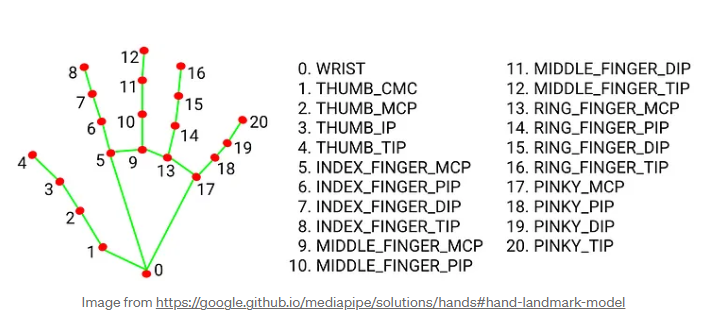 12
8
16
11
7
15
6
10
14
20
19
5
9
13
18
4
17
3
2
1
0
0. WRIST
1. THUMB_CMC
2. THUMB_MCP
3. THUMB_IP
4. THUMB_TIP
5. INDEX_FINGER_MCP
6. INDEX_FINGER_PIP
7. INDEX_FINGER_DIP
8. INDEX_FINGER_TIP
9. MIDDLE_FINGER_MCP
10. MIDDLE_FINGER_PIP
11. MIDDLE_FINGER_DIP
12. MIDDLE_FINGER_TIP
13. RING_FINGER_MCP
14. RING_FINGER_PIP
15. RING_FINGER_DIP
16. RING_FINGER_TIP
17. PINKY_MCP
18. PINKY_PIP
19. PINKY_DIP
20. PINKY_TIP
Image from https://google.github.io/mediapipe/solutions/hands#hand-landmark-model